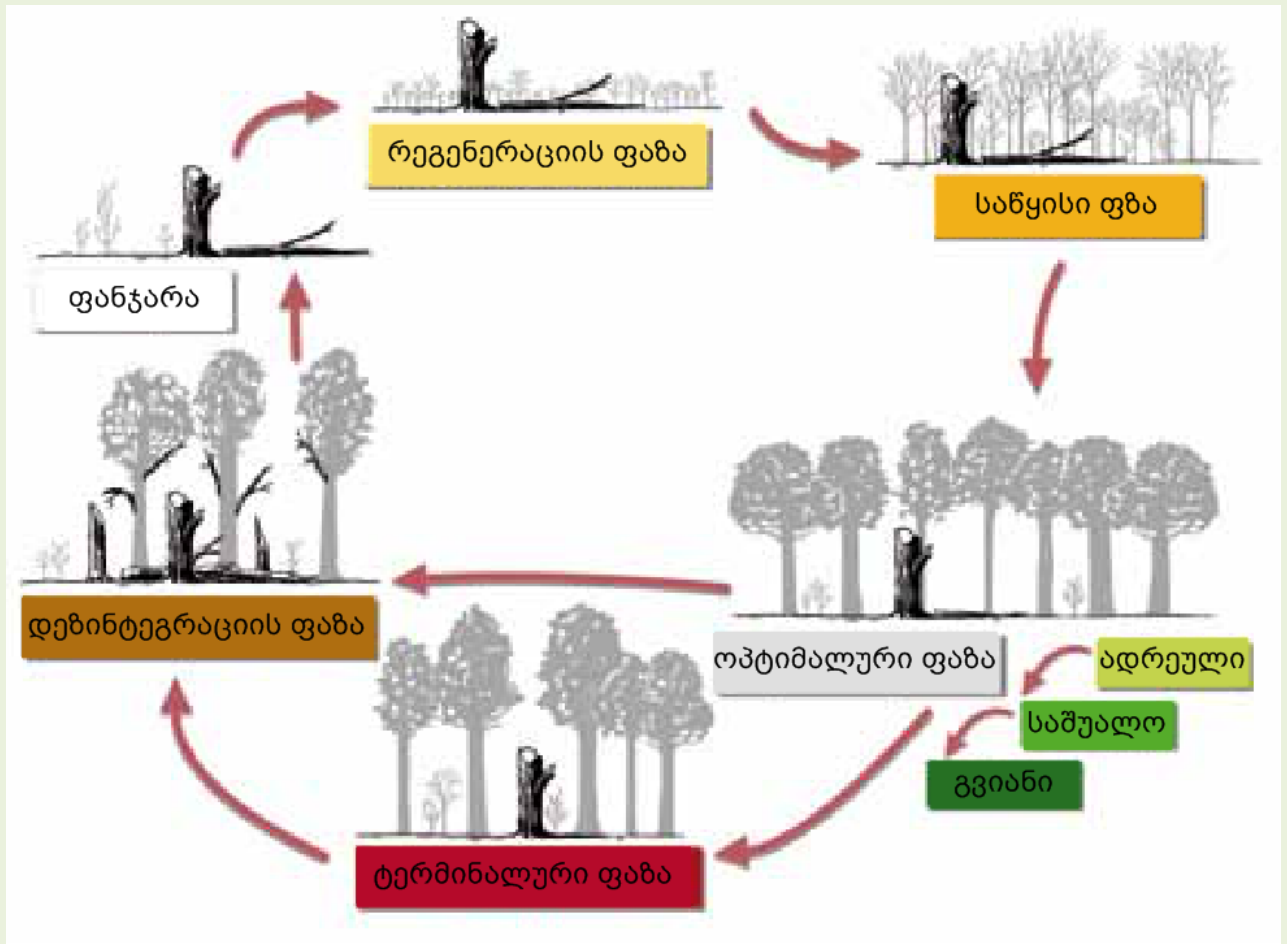 რეგენერაციის ფაზა
საწყისი ფზა
ფანჯარა
დეზინტეგრაციის ფაზა
ოპტიმალური ფაზა
ადრეული
საშუალო
გვიანი
ტერმინალური ფაზა